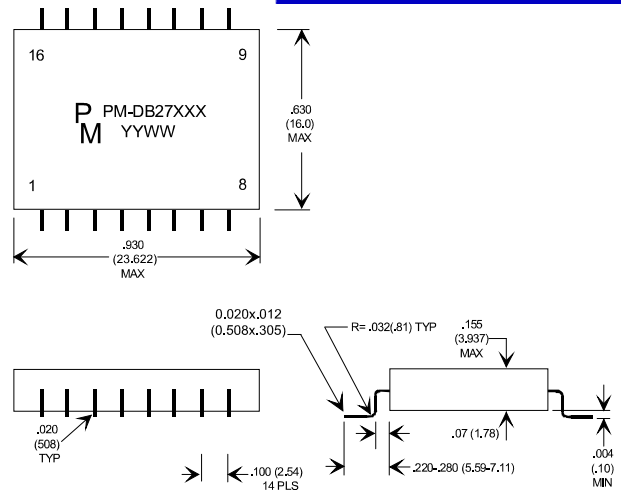 16
9
P
M
PM-DB27XXX
YYWW
1
8
.630
(16.0)
MAX
.930
(23.622)
MAX
0.020x.012
(0.508x.305)
R= .032(.81) TYP
.155
(3.937)
MAX
.020
(508)
TYP
.07 (1.78)
.004
(.10)
MIN
.100 (2.54)
14 PLS
.220-.280 (5.59-7.11)